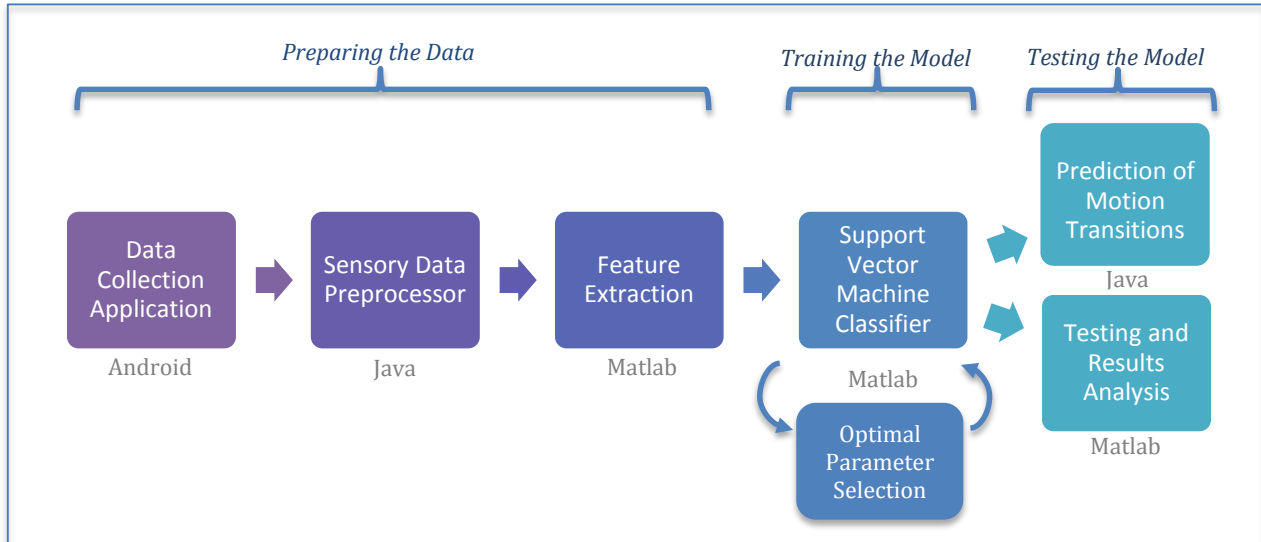 Preparing the Data
Training the Model
Testing the Model
Data
Collection
Application
Android
Sensory Data
Preprocessor
Java
Feature
Extraction
Matlab
Support
Vector
Machine
Classifier
Matlab
Optimal
Parameter
Selection
Prediction of
Motion
Transitions
Java
Testing and
Results
Analysis
Matlab